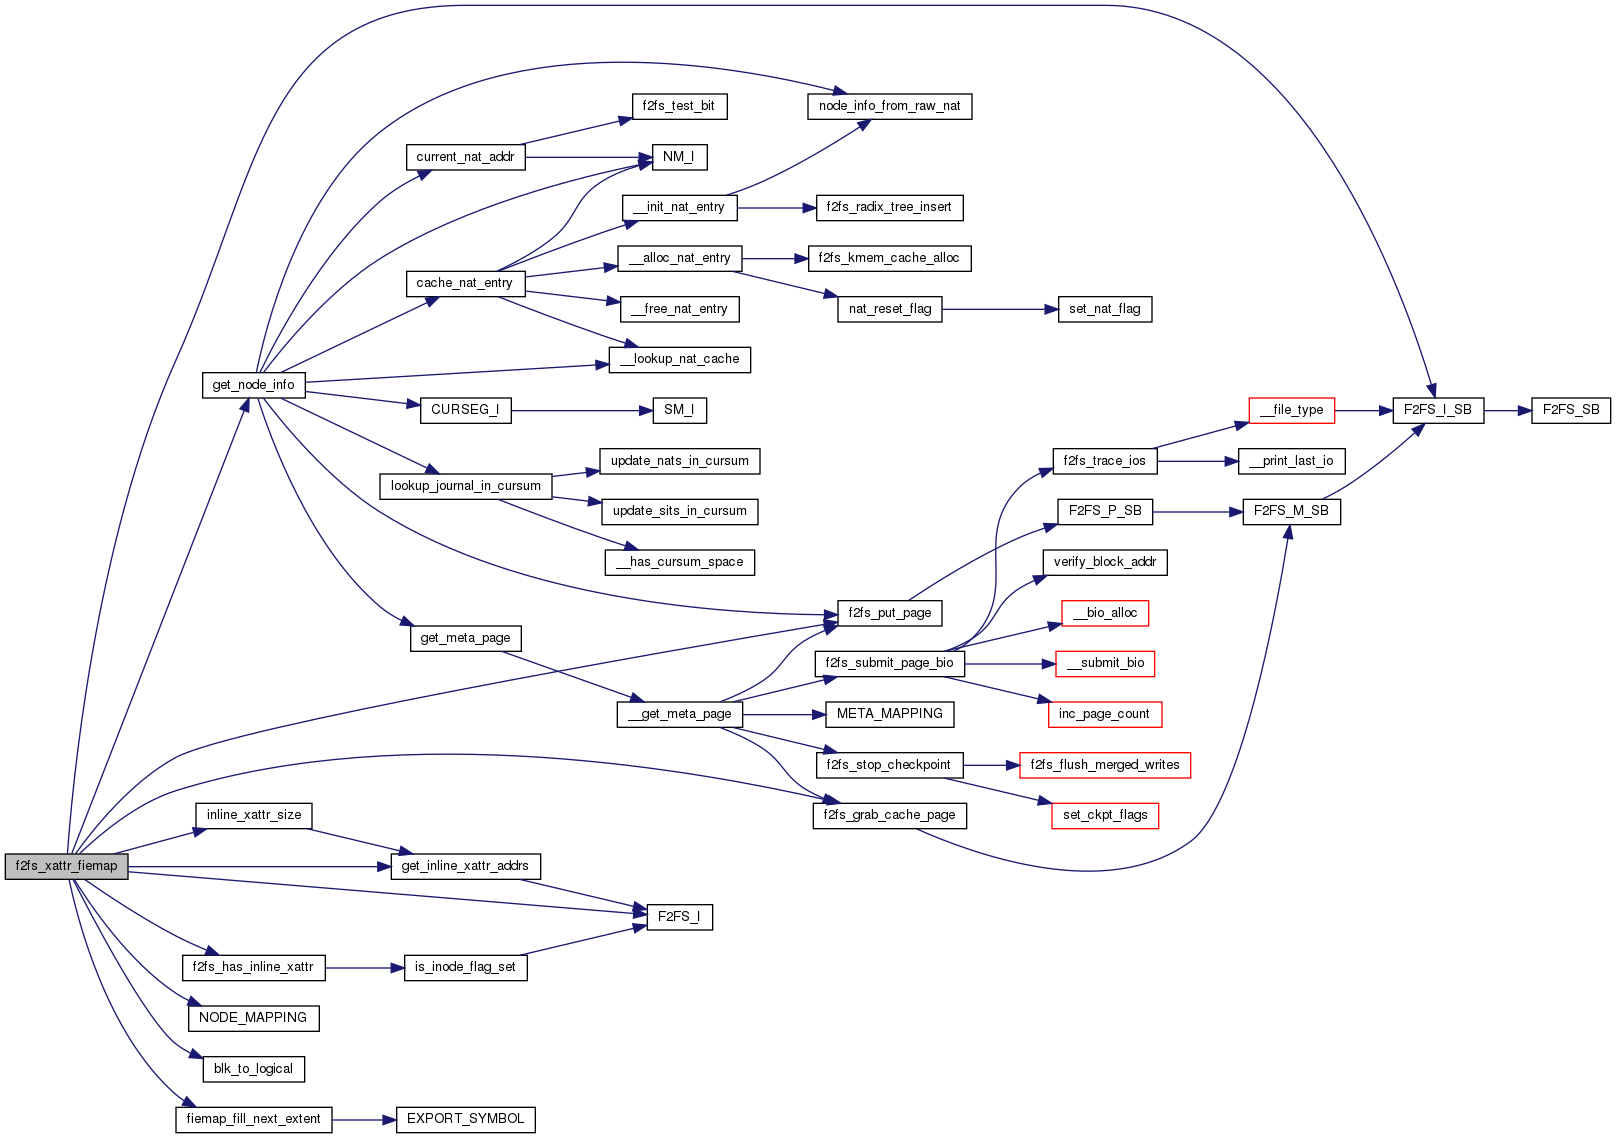 f2fs_test_bit
node_info_from_raw_nat
current_nat_addr
NM_I
__init_nat_entry
f2fs_radix_tree_insert
__alloc_nat_entry
f2fs_kmem_cache_alloc
cache_nat_entry
__free_nat_entry
nat_reset_flag
set_nat_flag
__lookup_nat_cache
get_node_info
CURSEG_I
SM_I
__file_type
F2FS_I_SB
F2FS_SB
update_nats_in_cursum
f2fs_trace_ios
__print_last_io
lookup_journal_in_cursum
update_sits_in_cursum
F2FS_P_SB
F2FS_M_SB
__has_cursum_space
verify_block_addr
f2fs_put_page
__bio_alloc
get_meta_page
f2fs_submit_page_bio
__submit_bio
__get_meta_page
META_MAPPING
inc_page_count
f2fs_stop_checkpoint
f2fs_flush_merged_writes
inline_xattr_size
f2fs_grab_cache_page
set_ckpt_flags
f2fs_xattr_fiemap
get_inline_xattr_addrs
F2FS_I
f2fs_has_inline_xattr
is_inode_flag_set
NODE_MAPPING
blk_to_logical
fiemap_fill_next_extent
EXPORT_SYMBOL